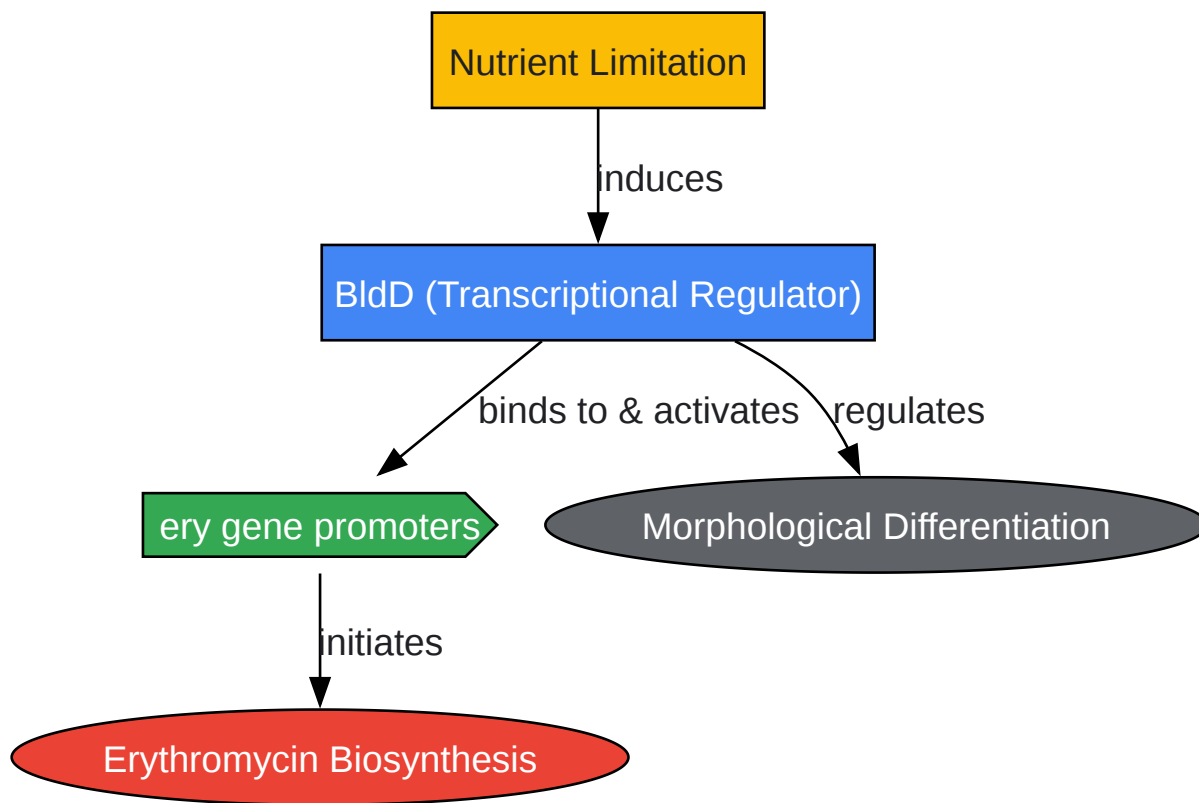 Nutrient Limitation
induces
BldD (Transcriptional Regulator)
binds to & activates
regulates
ery gene promoters
Morphological Differentiation
initiates
Erythromycin Biosynthesis